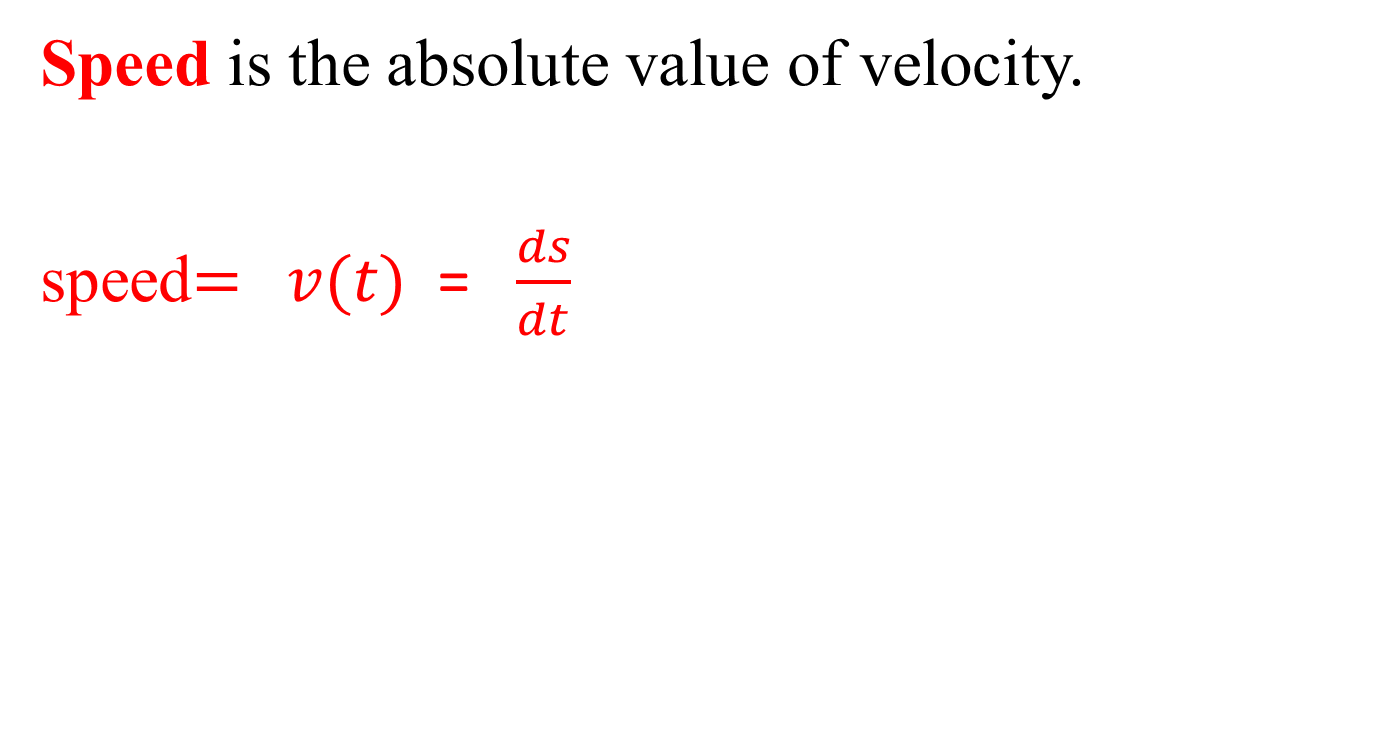 Speed is the absolute value of velocity.
speed= v(t) = ds/dt